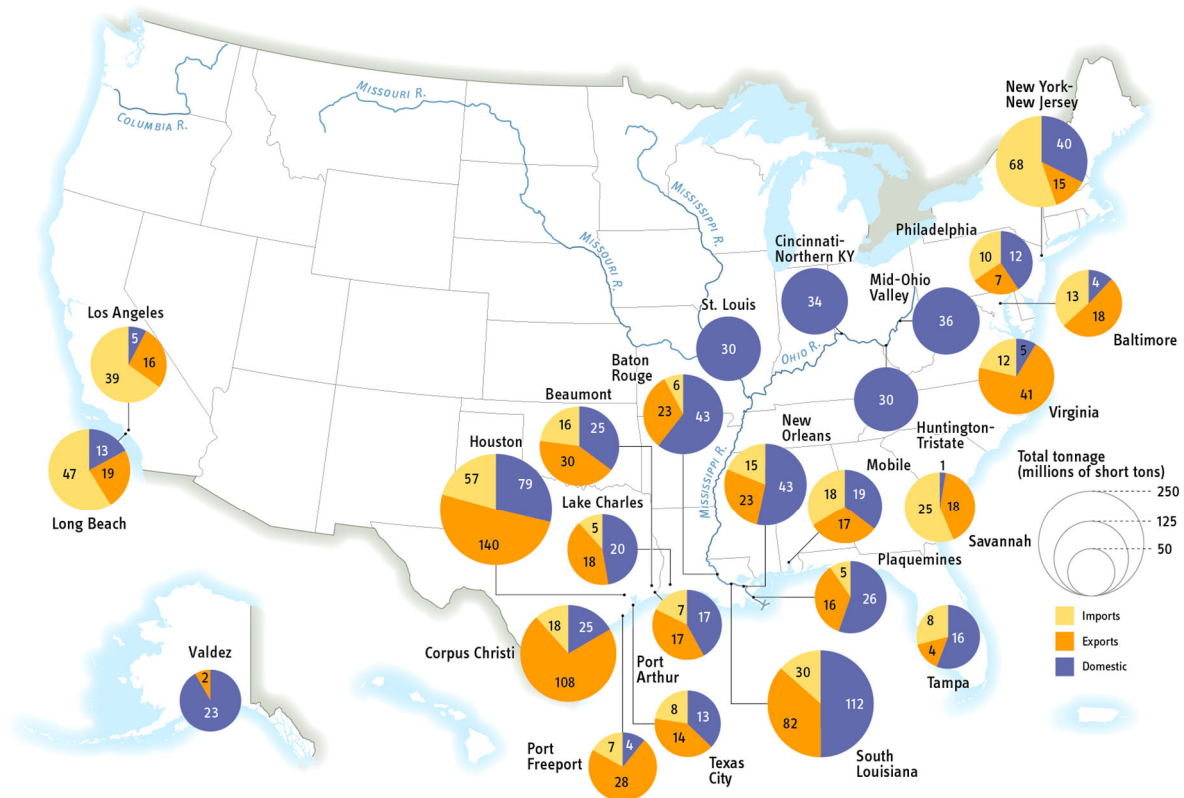 New York-
New Jersey
40
68
15
MISSOURI R.
COLUMBIA R.
MISSISSIPPI R.
MISSOURI R.
Philadelphia
10
12
7
Cincinnati-
Northern KY
34
Mid-Ohio
Valley
36
4
13
18
Baltimore
Los Angeles
5
16
39
St. Louis
30
OHIO R.
12
5
41
Virginia
Baton
Rouge
6
23
43
30
Huntington-
Tristate
Beaumont
16
25
30
13
47
19
Long Beach
Houston
57
79
140
New
Orleans
15
43
23
MISSISSIPPI R.
Mobile
18
19
17
1
25
18
Savannah
Total tonnage
(millions of short tons)
250
125
50
Lake Charles
5
20
18
Plaquemines
5
26
16
Imports
Exports
Domestic
7
17
17
Port
Arthur
18
25
Corpus Christi
108
8
16
4
Tampa
Valdez
2
23
30
112
82
South
Louisiana
8
13
14
Texas
City
Port
Freeport
7
4
28